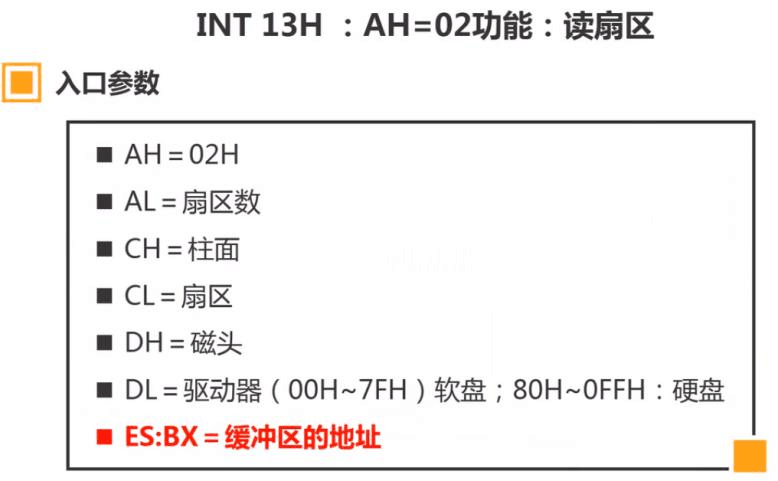 INT 13H ：AH=02功能：读扇区
入口参数
■ AH＝02H
■ AL＝扇区数
■ CH＝柱面
■ CL＝扇区
■ DH＝磁头
■ DL＝驱动器（00H~7FH）软盘；80H~0FFH：硬盘
■ ES:BX＝缓冲区的地址